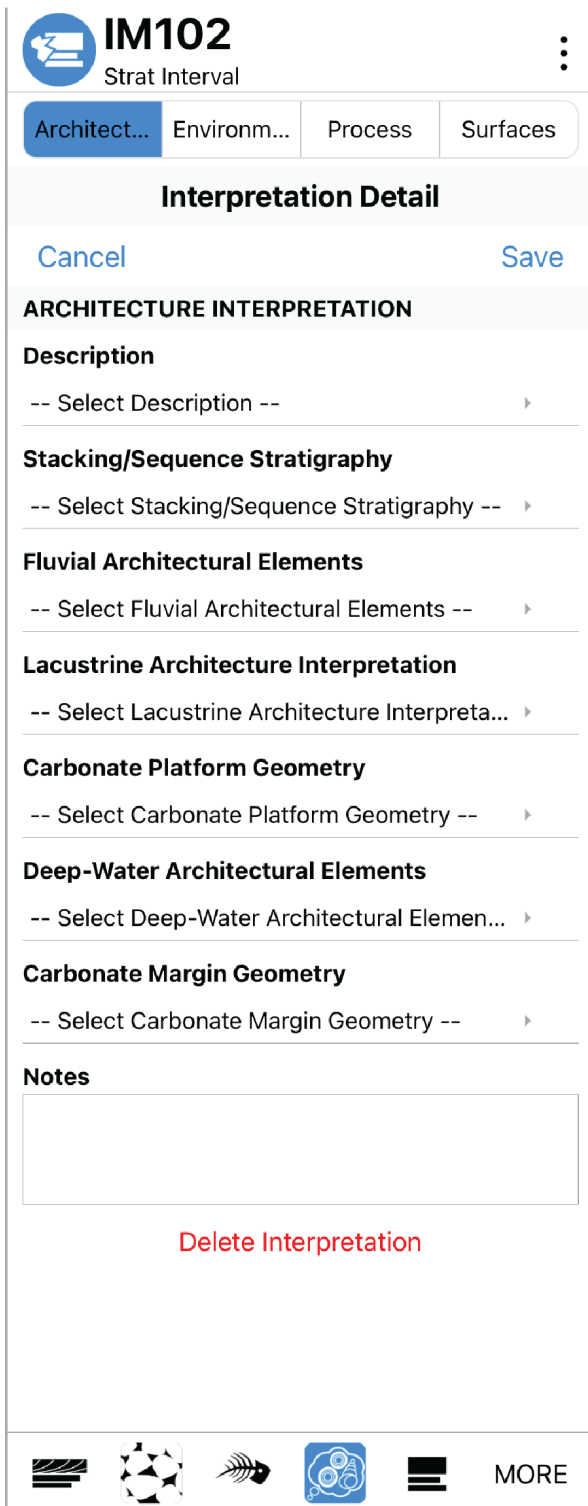 IM102
Strat Interval
Architect... Environm... Process Surfaces
Interpretation Detail
Cancel Save
ARCHITECTURE INTERPRETATION
Description
-- Select Description --
Stacking/Sequence Stratigraphy
-- Select Stacking/Sequence Stratigraphy --
Fluvial Architectural Elements
-- Select Fluvial Architectural Elements --
Lacustrine Architecture Interpretation
-- Select Lacustrine Architecture Interpreta...
Carbonate Platform Geometry
-- Select Carbonate Platform Geometry --
Deep-Water Architectural Elements
-- Select Deep-Water Architectural Elemen...
Carbonate Margin Geometry
-- Select Carbonate Margin Geometry --
Notes
Delete Interpretation
MORE